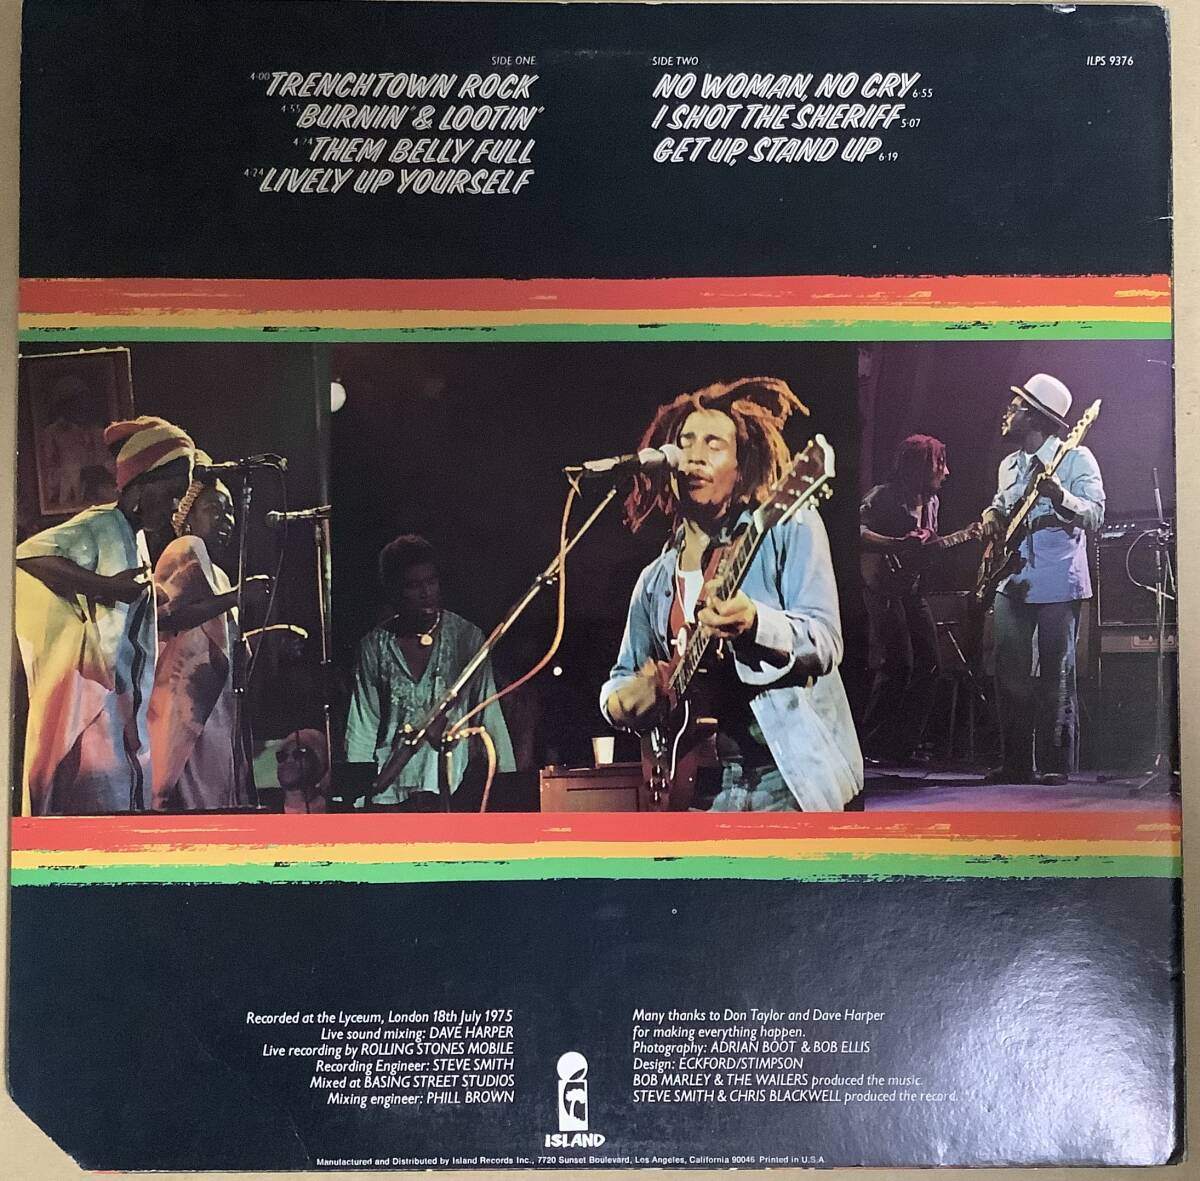 SIDE ONE
4·00 TRENCHTOWN ROCK
4·55 BURNIN' & LOOTIN'
4·24 THEM BELLY FULL
4·24 LIVELY UP YOURSELF
SIDE TWO
NO WOMAN, NO CRY 6·55
I SHOT THE SHERIFF 5·07
GET UP, STAND UP 6·19
ILPS 9376
Recorded at the Lyceum, London 18th July 1975
Live sound mixing: DAVE HARPER
Live recording by ROLLING STONES MOBILE
Recording Engineer: STEVE SMITH
Mixed at BASING STREET STUDIOS
Mixing engineer: PHILL BROWN
Many thanks to Don Taylor and Dave Harper
for making everything happen.
Photography: ADRIAN BOOT & BOB ELLIS
Design: ECKFORD/STIMPSON
BOB MARLEY & THE WAILERS produced the music.
STEVE SMITH & CHRIS BLACKWELL produced the record.
ISLAND
Manufactured and Distributed by Island Records Inc., 7720 Sunset Boulevard, Los Angeles, California 90046 Printed in U.S.A